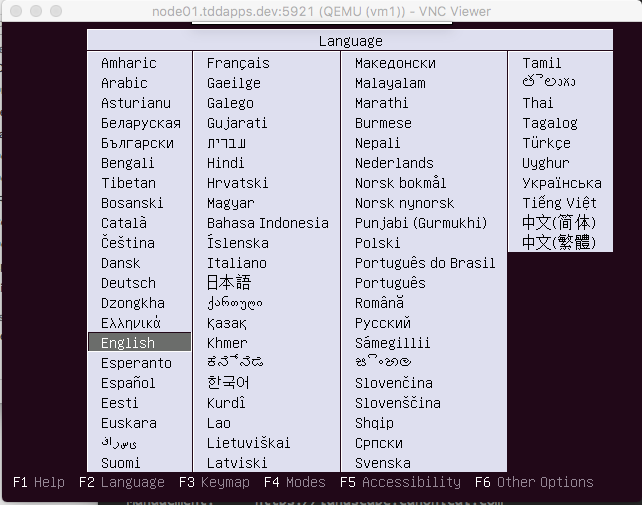 node01.tddapps.dev:5921 (QEMU (vm1)) - VNC Viewer
Language
Amharic
Arabic
Asturianu
Беларуская
Български
Bengali
Tibetan
Bosanski
Català
Čeština
Dansk
Deutsch
Dzongkha
Ελληνικά
English
Esperanto
Español
Eesti
Euskara
Suomi
Français
Gaeilge
Galego
Gujarati
עברית
Hindi
Hrvatski
Magyar
Bahasa Indonesia
Íslenska
Italiano
日本語
ქართული
Қазақ
Khmer
ಕನ್ನಡ
한국어
Kurdî
Lao
Lietuviškai
Latviski
Македонски
Malayalam
Marathi
Burmese
Nepali
Nederlands
Norsk bokmål
Norsk nynorsk
Punjabi (Gurmukhi)
Polski
Português do Brasil
Português
Română
Русский
Sámegillii
සිංහල
Slovenčina
Slovenščina
Shqip
Српски
Svenska
Tamil
తెలుగు
Thai
Tagalog
Türkçe
Uyghur
Українська
Tiếng Việt
中文(简体)
中文(繁體)
F1 Help F2 Language F3 Keymap F4 Modes F5 Accessibility F6 Other Options